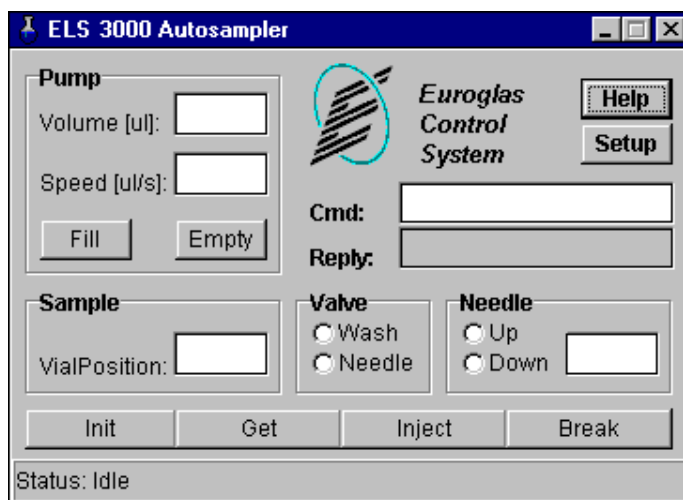 ELS 3000 Autosampler
Pump
Volume [ul]:
Speed [ul/s]:
Fill
Empty
Euroglas
Control
System
Help
Setup
Cmd:
Reply:
Sample
VialPosition:
Valve
Wash
Needle
Needle
Up
Down
Init
Get
Inject
Break
Status: Idle